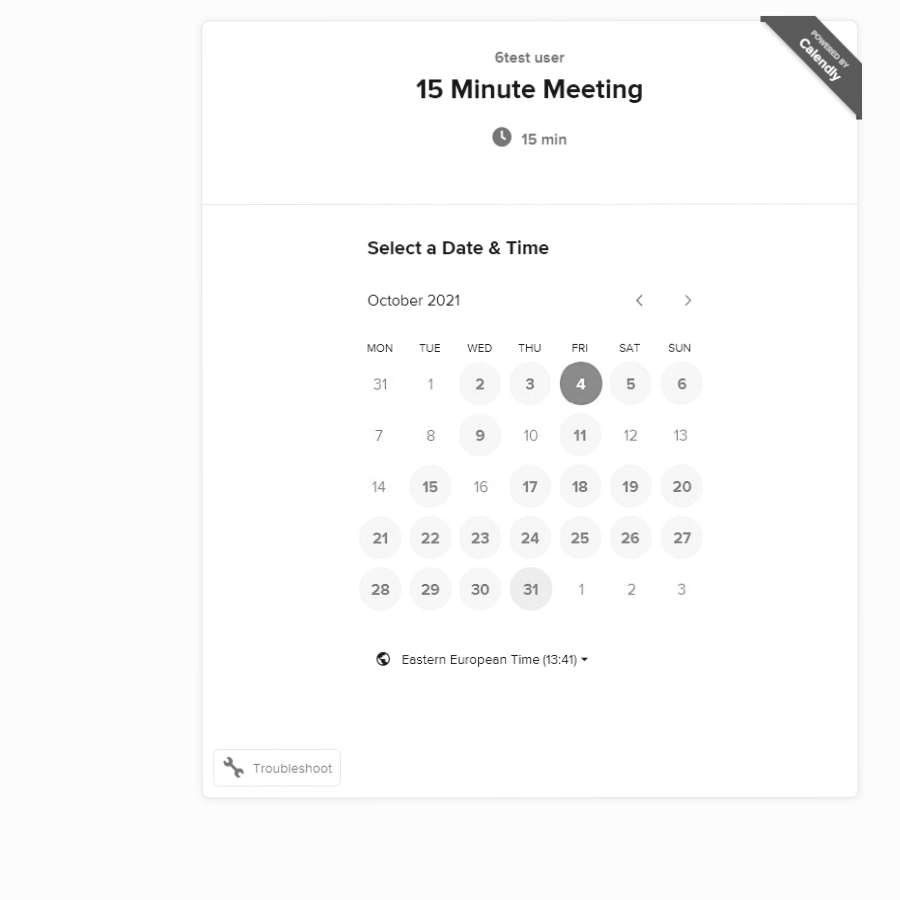 POWERED BY
Calendly
6test user
15 Minute Meeting
15 min
Select a Date & Time
October 2021
MON TUE WED THU FRI SAT SUN
31 1 2 3 4 5 6
7 8 9 10 11 12 13
14 15 16 17 18 19 20
21 22 23 24 25 26 27
28 29 30 31 1 2 3
Eastern European Time (13:41)
Troubleshoot